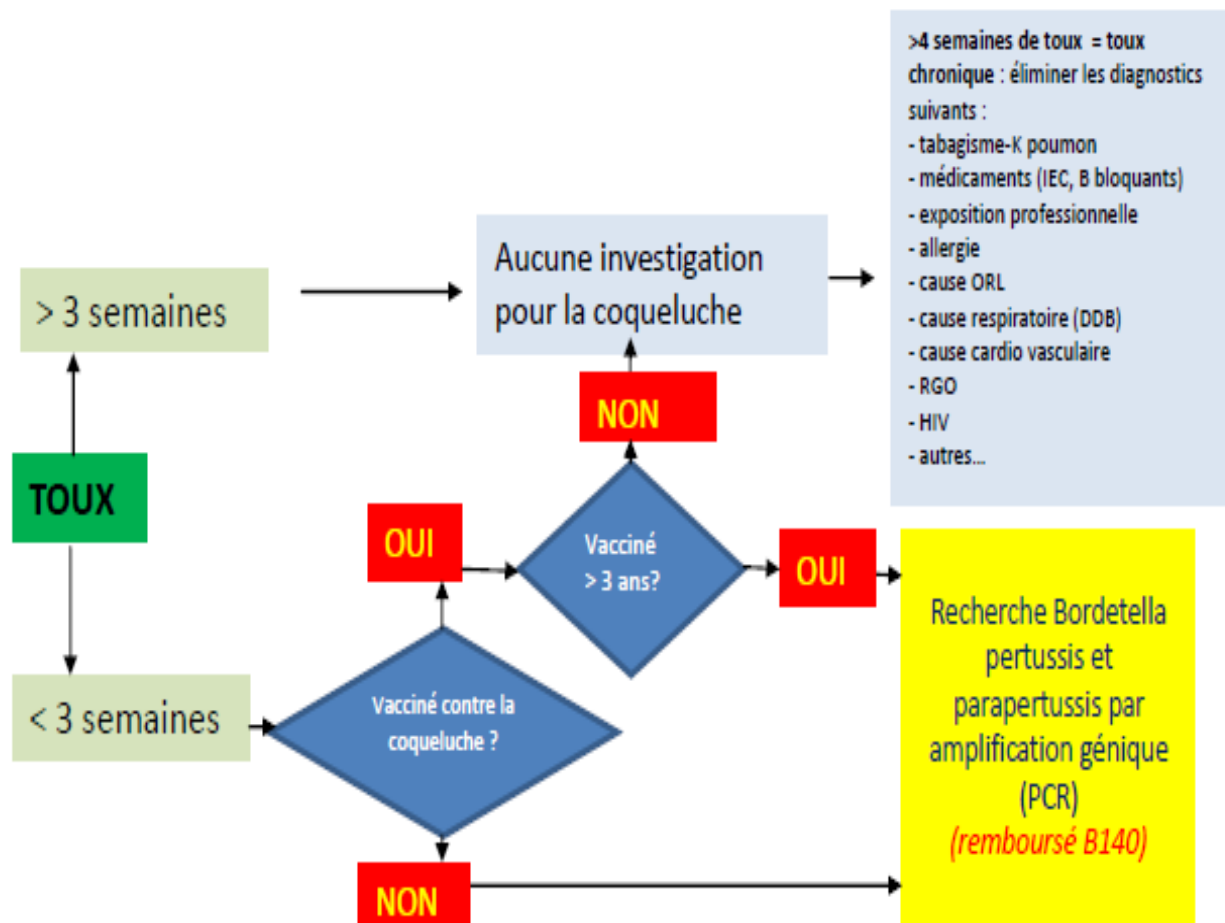 >4 semaines de toux = toux
chronique : éliminer les diagnostics
suivants :
- tabagisme-K poumon
- médicaments (IEC, B bloquants)
- exposition professionnelle
- allergie
- cause ORL
- cause respiratoire (DDB)
- cause cardio vasculaire
- RGO
- HIV
- autres...
Aucune investigation
pour la coqueluche
> 3 semaines
NON
TOUX
OUI
Vacciné
> 3 ans?
OUI
Recherche Bordetella
pertussis et
parapertussis par
amplification génique
(PCR)
(remboursé B140)
< 3 semaines
Vacciné contre la
coqueluche ?
NON